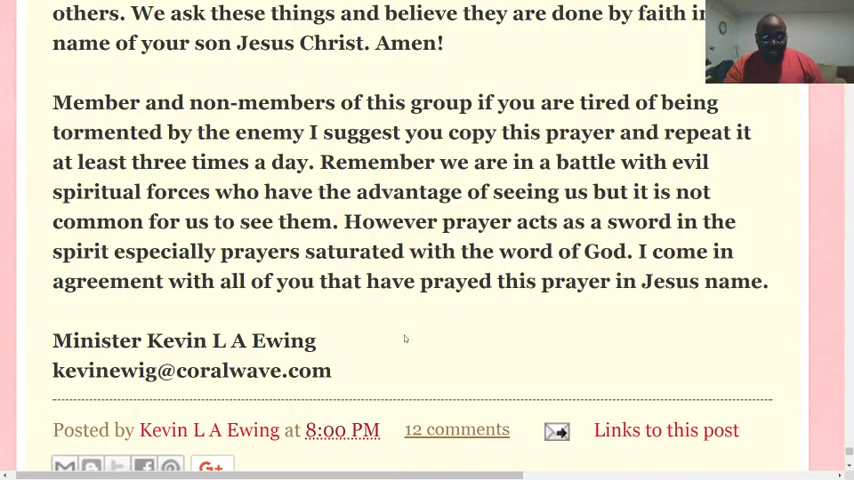 others. We ask these things and believe they are done by faith in
name of your son Jesus Christ. Amen!
Member and non-members of this group if you are tired of being
tormented by the enemy I suggest you copy this prayer and repeat it
at least three times a day. Remember we are in a battle with evil
spiritual forces who have the advantage of seeing us but it is not
common for us to see them. However prayer acts as a sword in the
spirit especially prayers saturated with the word of God. I come in
agreement with all of you that have prayed this prayer in Jesus name.
Minister Kevin L A Ewing
kevinewig@coralwave.com
Posted by Kevin L A Ewing at 8:00 PM 12 comments Links to this post
G+